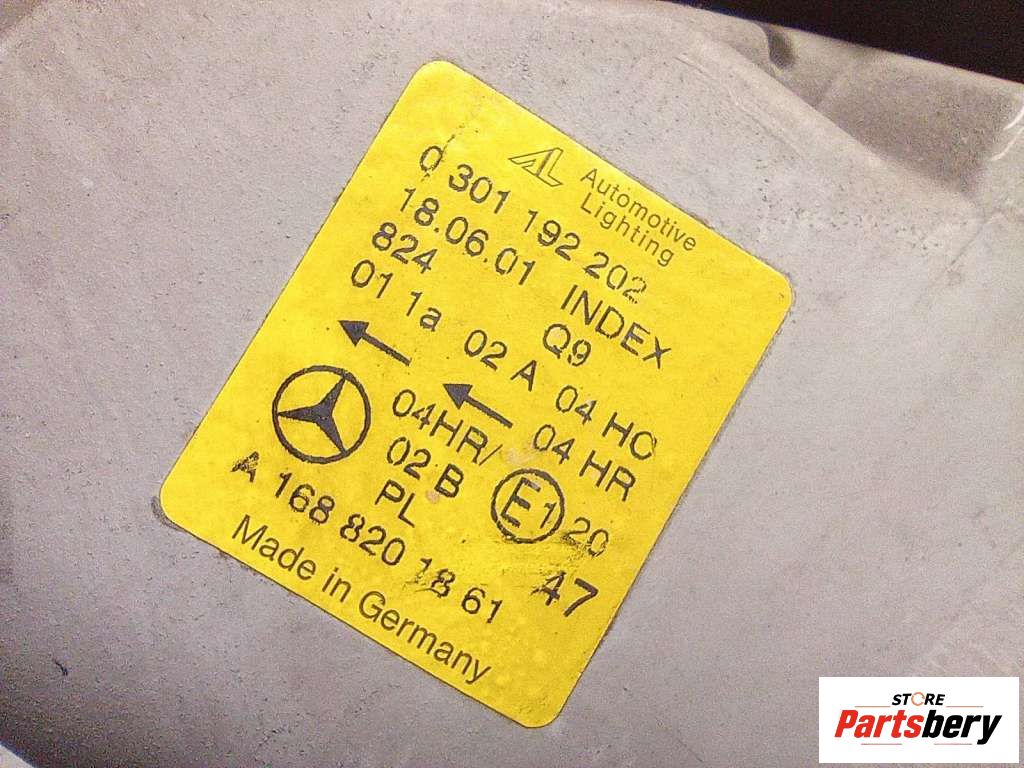 AL Automotive
Lighting
0 301 192 202
18.06.01 INDEX
824 Q9
01 1a 02 A 04 HC
04HR/ 04 HR
02 B E1 20
PL 47
A 168 820 18 61
Made in Germany
STORE
Partsbery